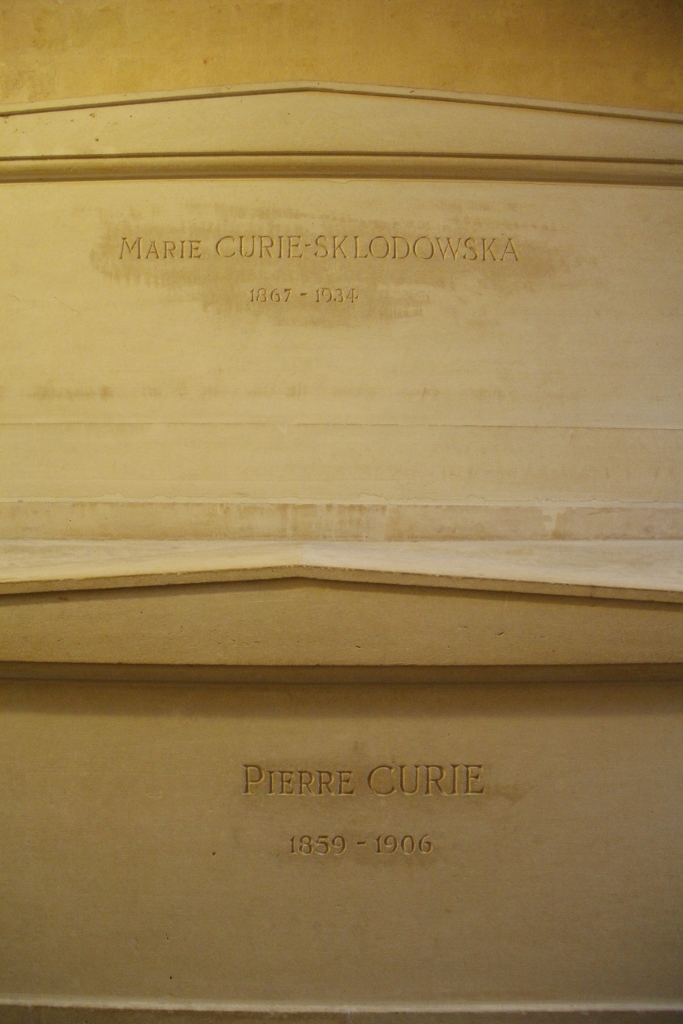 Marie CURIE-SKLODOWSKA
1867 - 1934
Pierre CURIE
1859 - 1906